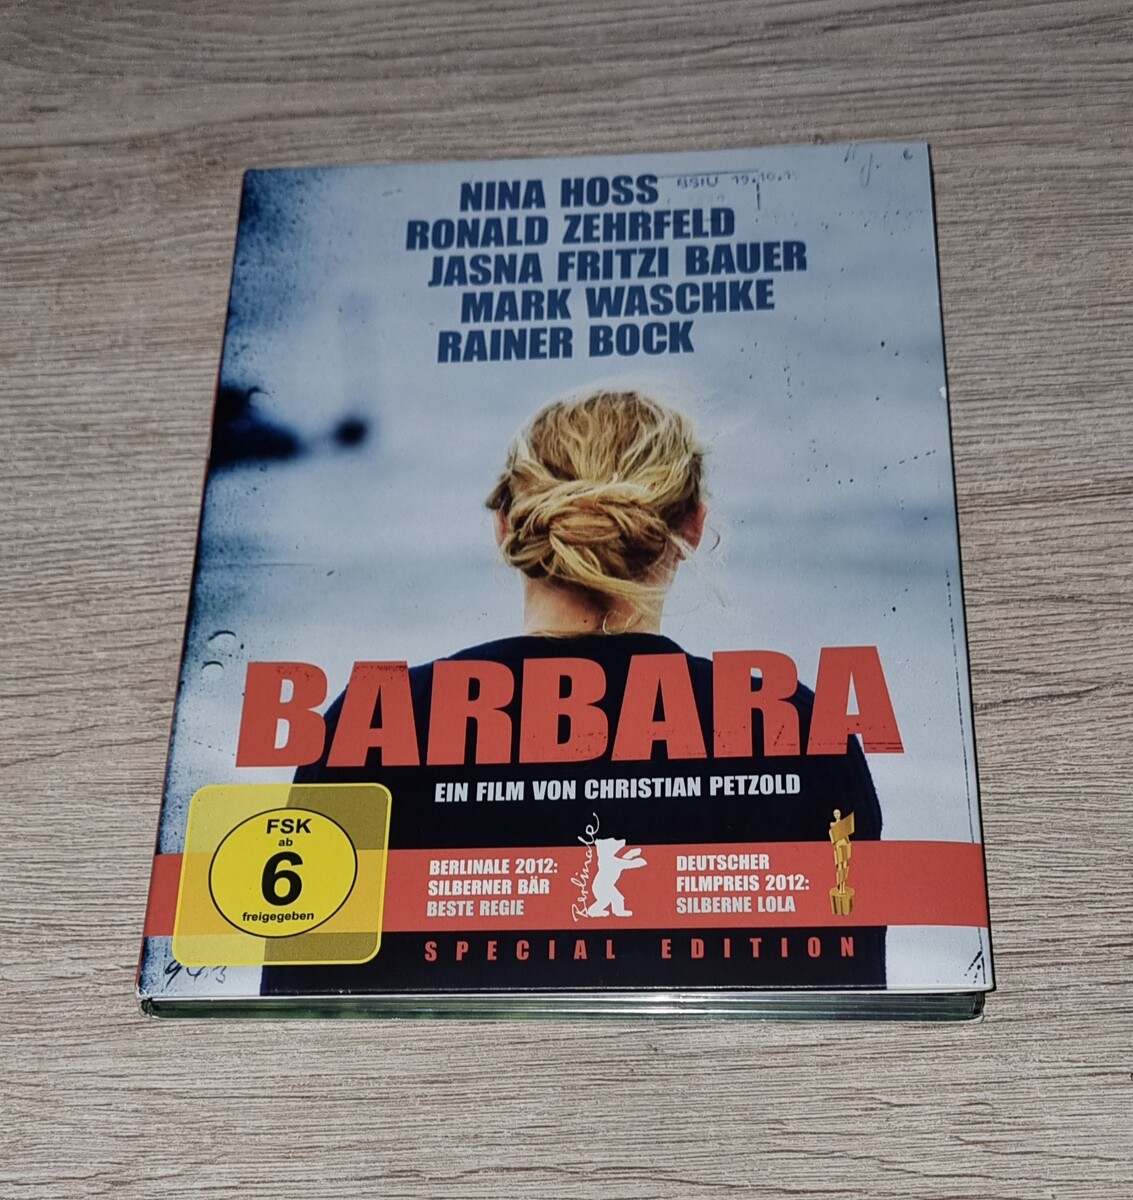 NINA HOSS
RONALD ZEHRFELD
JASNA FRITZI BAUER
MARK WASCHKE
RAINER BOCK
BARBARA
EIN FILM VON CHRISTIAN PETZOLD
FSK
ab
6
freigegeben
BERLINALE 2012:
SILBERNER BÄR
BESTE REGIE
Berlinale
DEUTSCHER
FILMPREIS 2012:
SILBERNE LOLA
SPECIAL EDITION